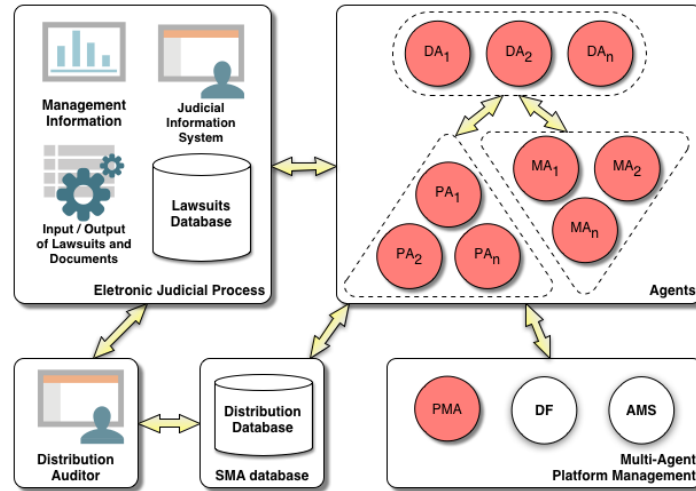 Management
Information
Judicial
Information
System
Input / Output
of Lawsuits and
Documents
Lawsuits
Database
Eletronic Judicial Process
DA1
DA2
DAn
PA1
PA2
PAn
MA1
MA2
MAn
Agents
Distribution
Auditor
Distribution
Database
SMA database
PMA
DF
AMS
Multi-Agent
Platform Management